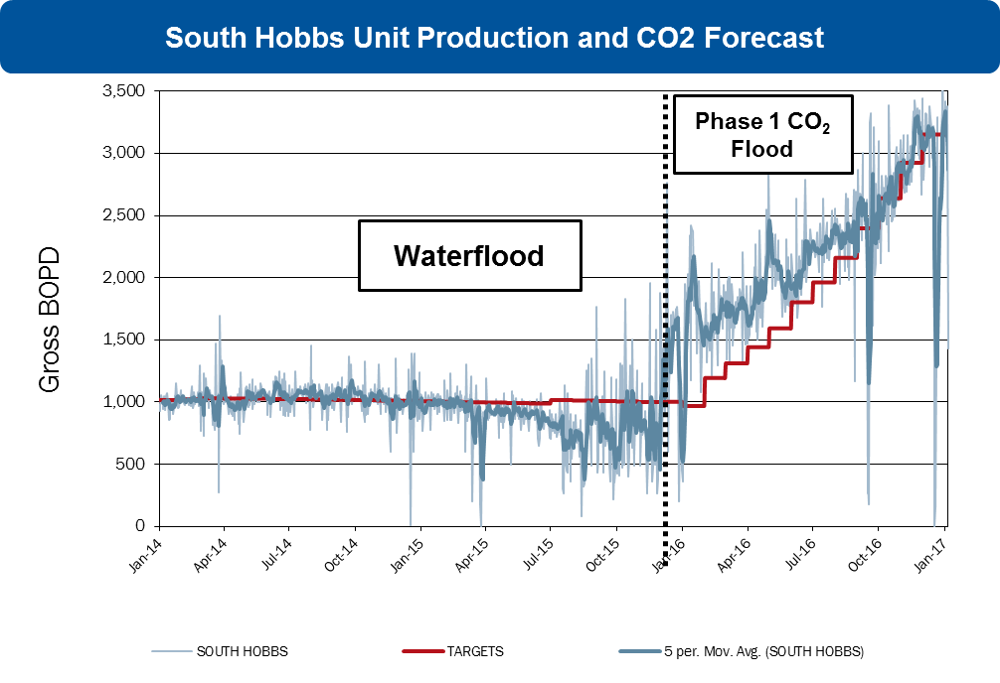 South Hobbs Unit Production and CO2 Forecast
3,500
3,000
2,500
2,000
1,500
1,000
500
0
Gross BOPD
Waterflood
Phase 1 CO₂
Flood
Jan-14
Apr-14
Jul-14
Oct-14
Jan-15
Apr-15
Jul-15
Oct-15
Jan-16
Apr-16
Jul-16
Oct-16
Jan-17
SOUTH HOBBS
TARGETS
5 per. Mov. Avg. (SOUTH HOBBS)